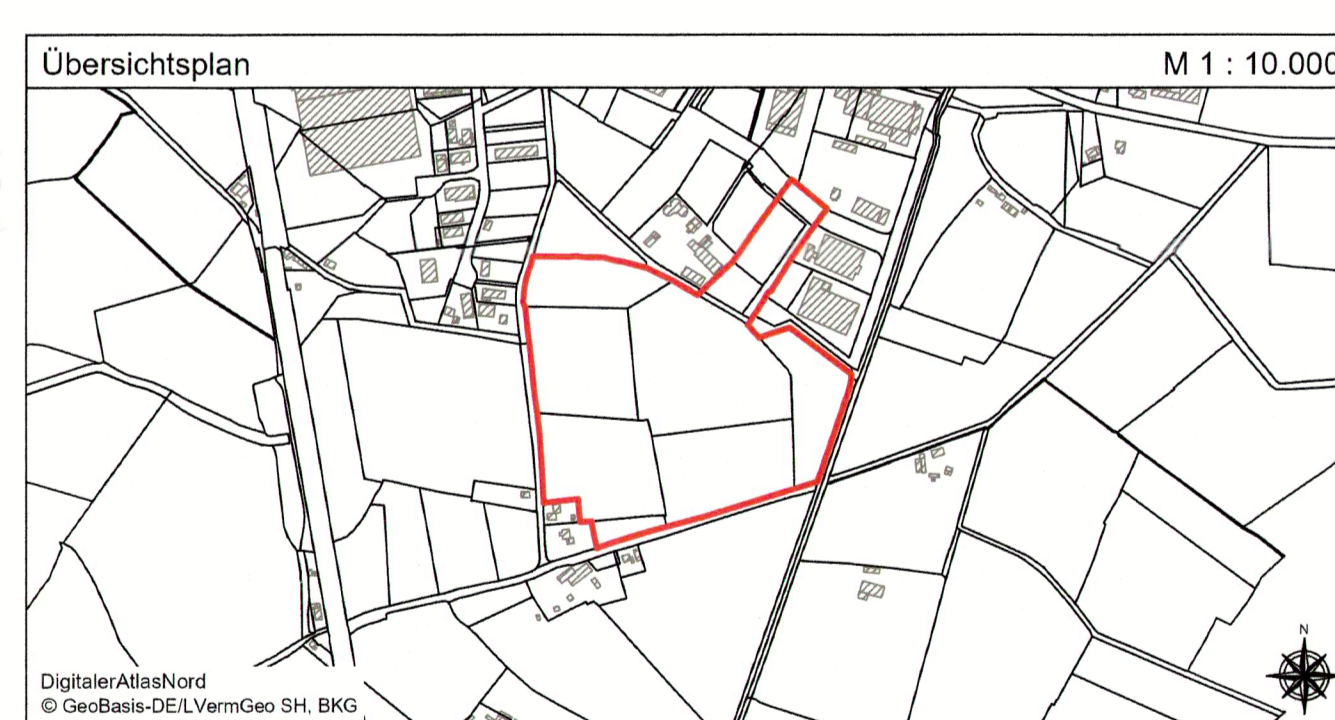 Übersichtsplan
M 1 : 10.000
N
DigitalerAtlasNord
© GeoBasis-DE/LVermGeo SH, BKG